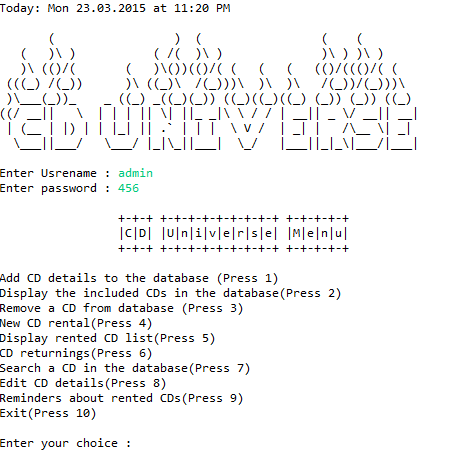 Today: Mon 23.03.2015 at 11:20 PM
CD UNIVERSE
Enter Usrename : admin
Enter password : 456
+-+-+ +-+-+-+-+-+-+-+-+ +-+-+-+-+
|C|D| |U|n|i|v|e|r|s|e| |M|e|n|u|
+-+-+ +-+-+-+-+-+-+-+-+ +-+-+-+-+
Add CD details to the database (Press 1)
Display the included CDs in the database(Press 2)
Remove a CD from database (Press 3)
New CD rental(Press 4)
Display rented CD list(Press 5)
CD returnings(Press 6)
Search a CD in the database(Press 7)
Edit CD details(Press 8)
Reminders about rented CDs(Press 9)
Exit(Press 10)
Enter your choice :